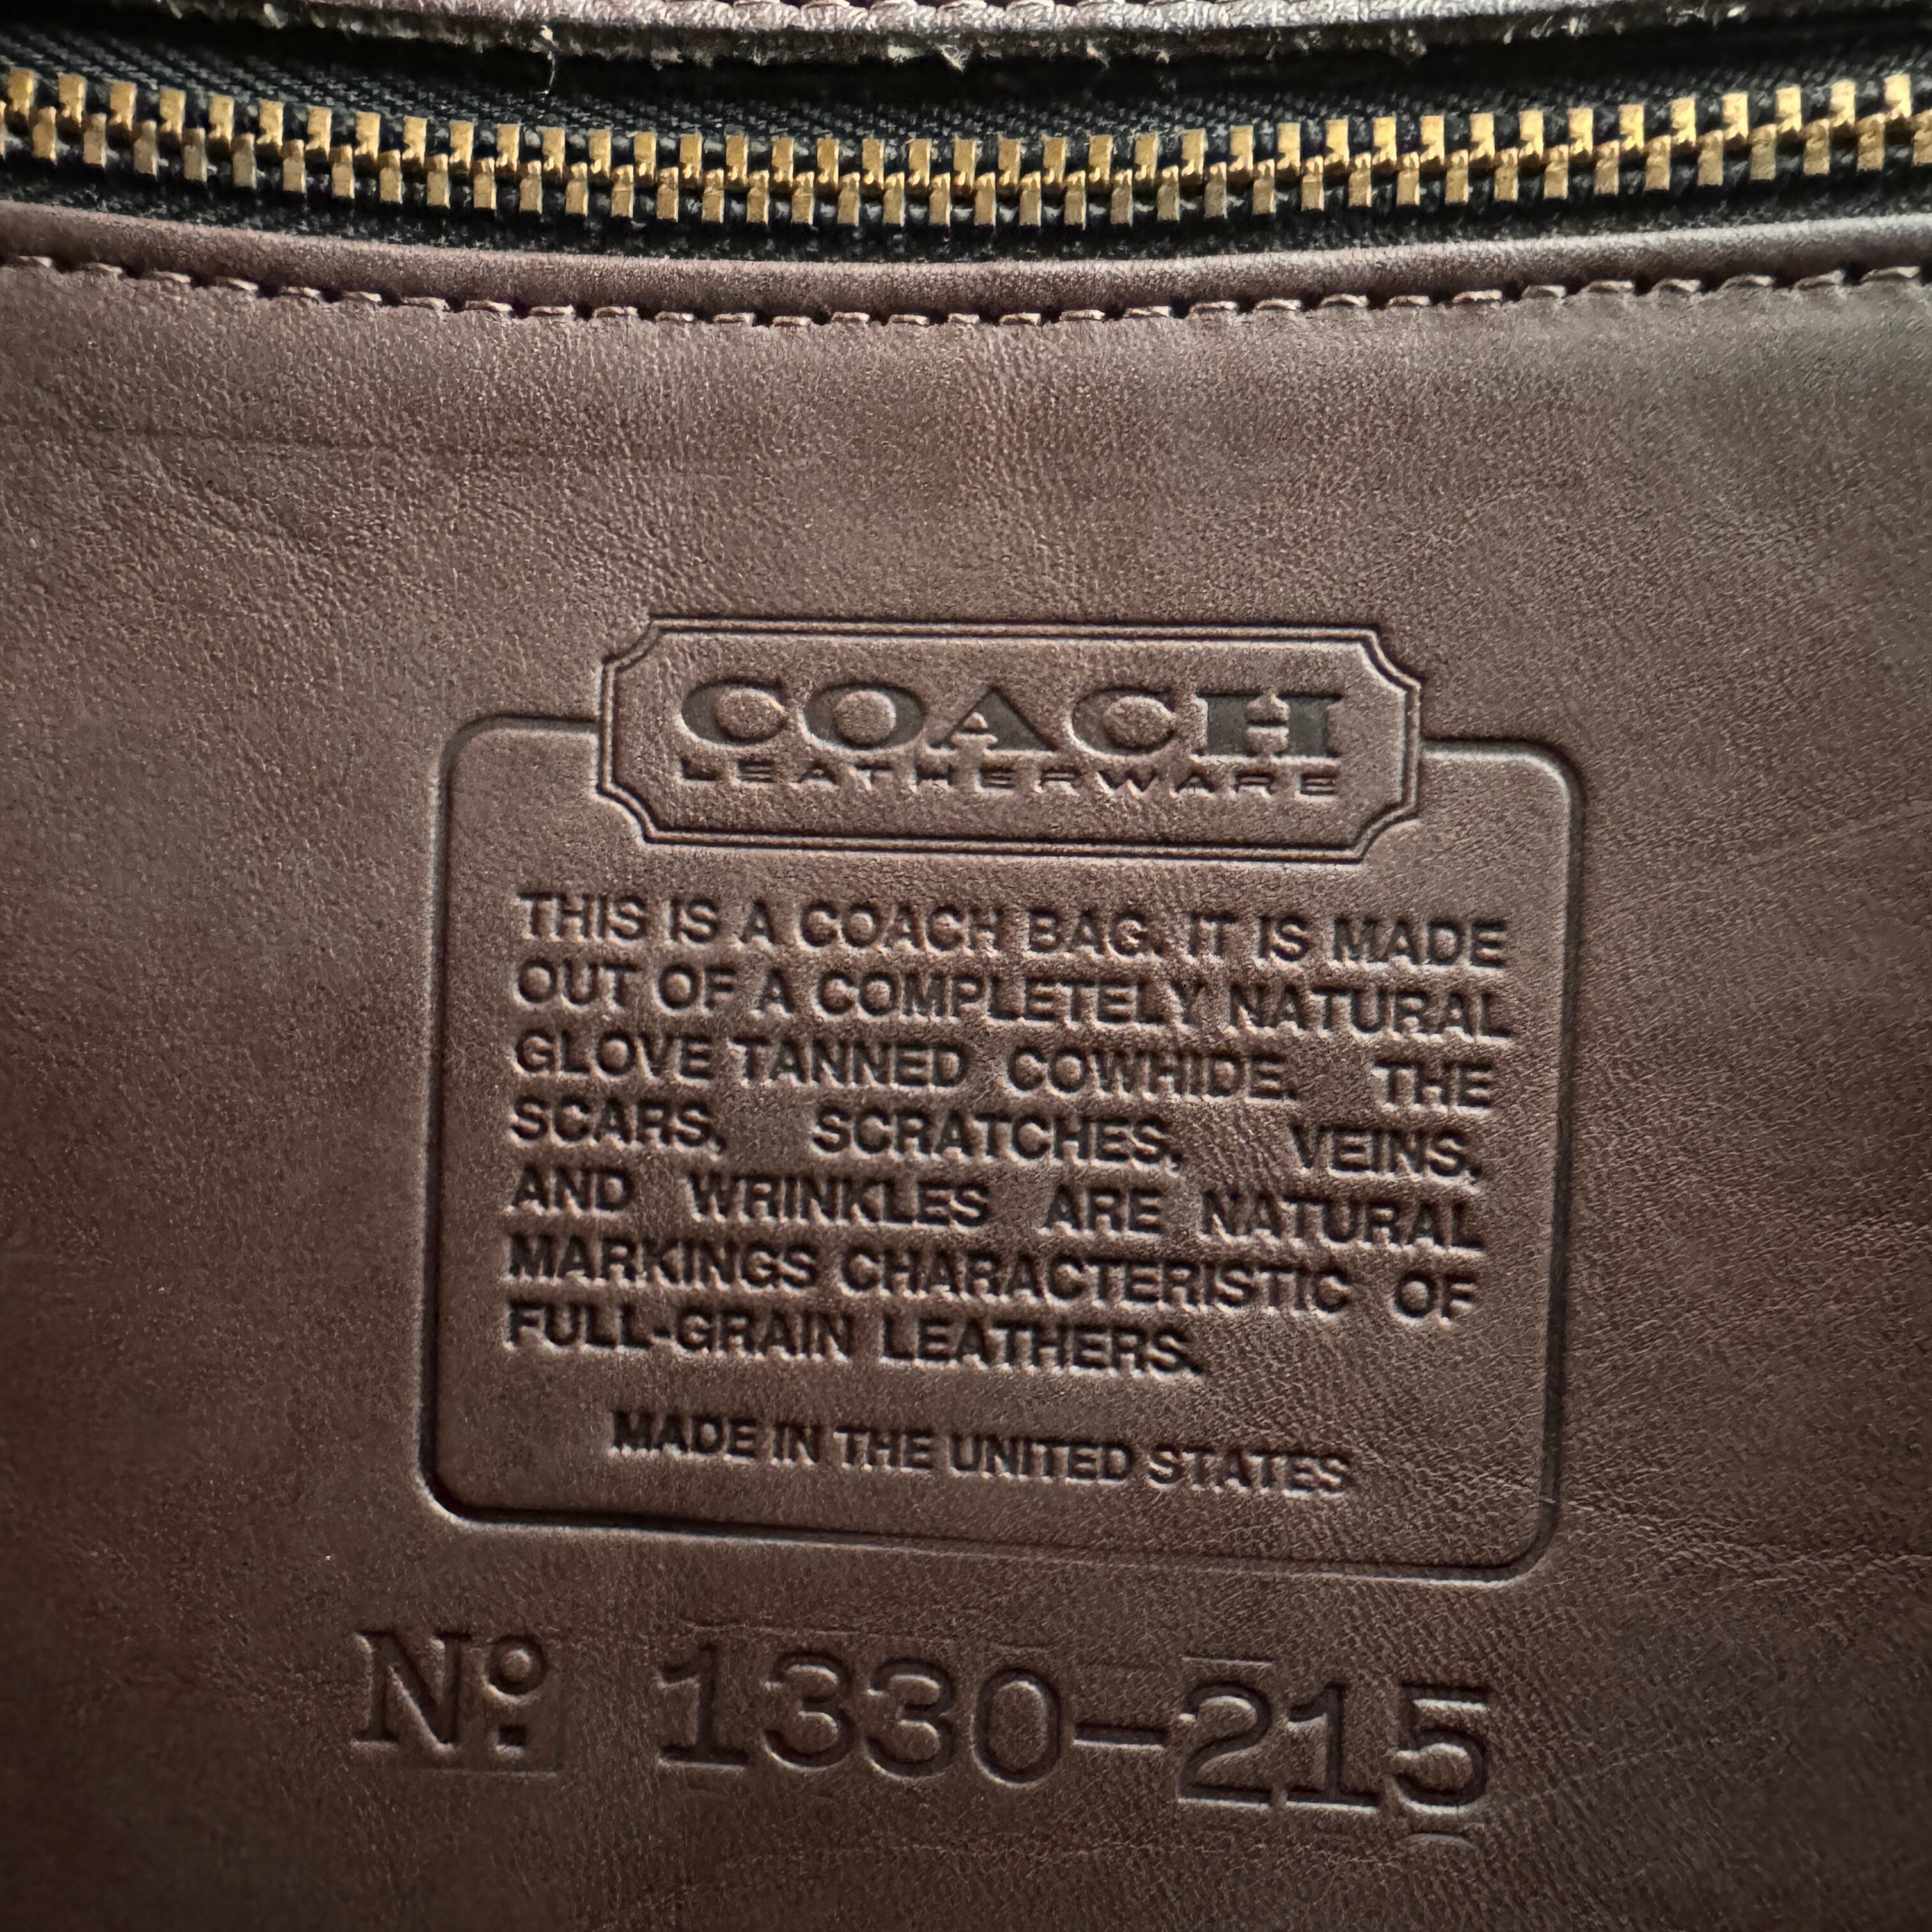 COACH
LEATHERWARE
THIS IS A COACH BAG. IT IS MADE
OUT OF A COMPLETELY NATURAL
GLOVE TANNED COWHIDE. THE
SCARS, SCRATCHES, VEINS,
AND WRINKLES ARE NATURAL
MARKINGS CHARACTERISTIC OF
FULL-GRAIN LEATHERS.
MADE IN THE UNITED STATES
Nº 1330-215